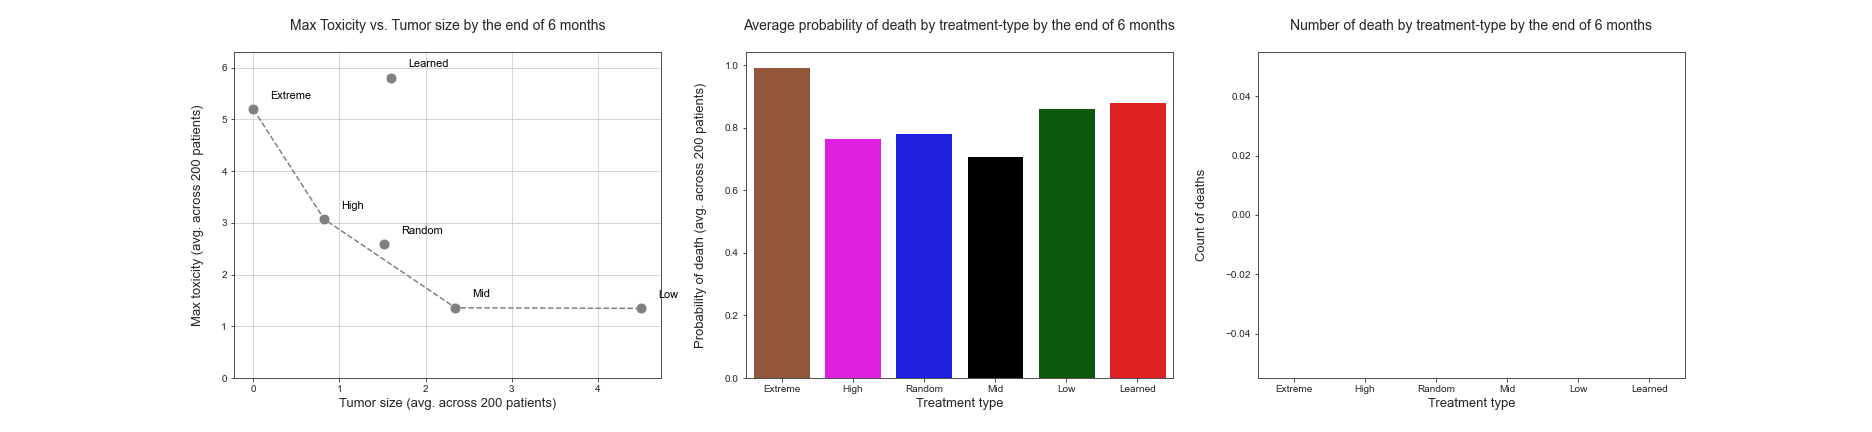 Max Toxicity vs. Tumor size by the end of 6 months
Max toxicity (avg. across 200 patients)
6
5
4
3
2
1
0
Learned
Extreme
High
Random
Mid
Low
0 1 2 3 4
Tumor size (avg. across 200 patients)
Average probability of death by treatment-type by the end of 6 months
Probability of death (avg. across 200 patients)
1.0
0.8
0.6
0.4
0.2
0.0
Extreme High Random Mid Low Learned
Treatment type
Number of death by treatment-type by the end of 6 months
Count of deaths
0.04
0.02
0.00
−0.02
−0.04
Extreme High Random Mid Low Learned
Treatment type